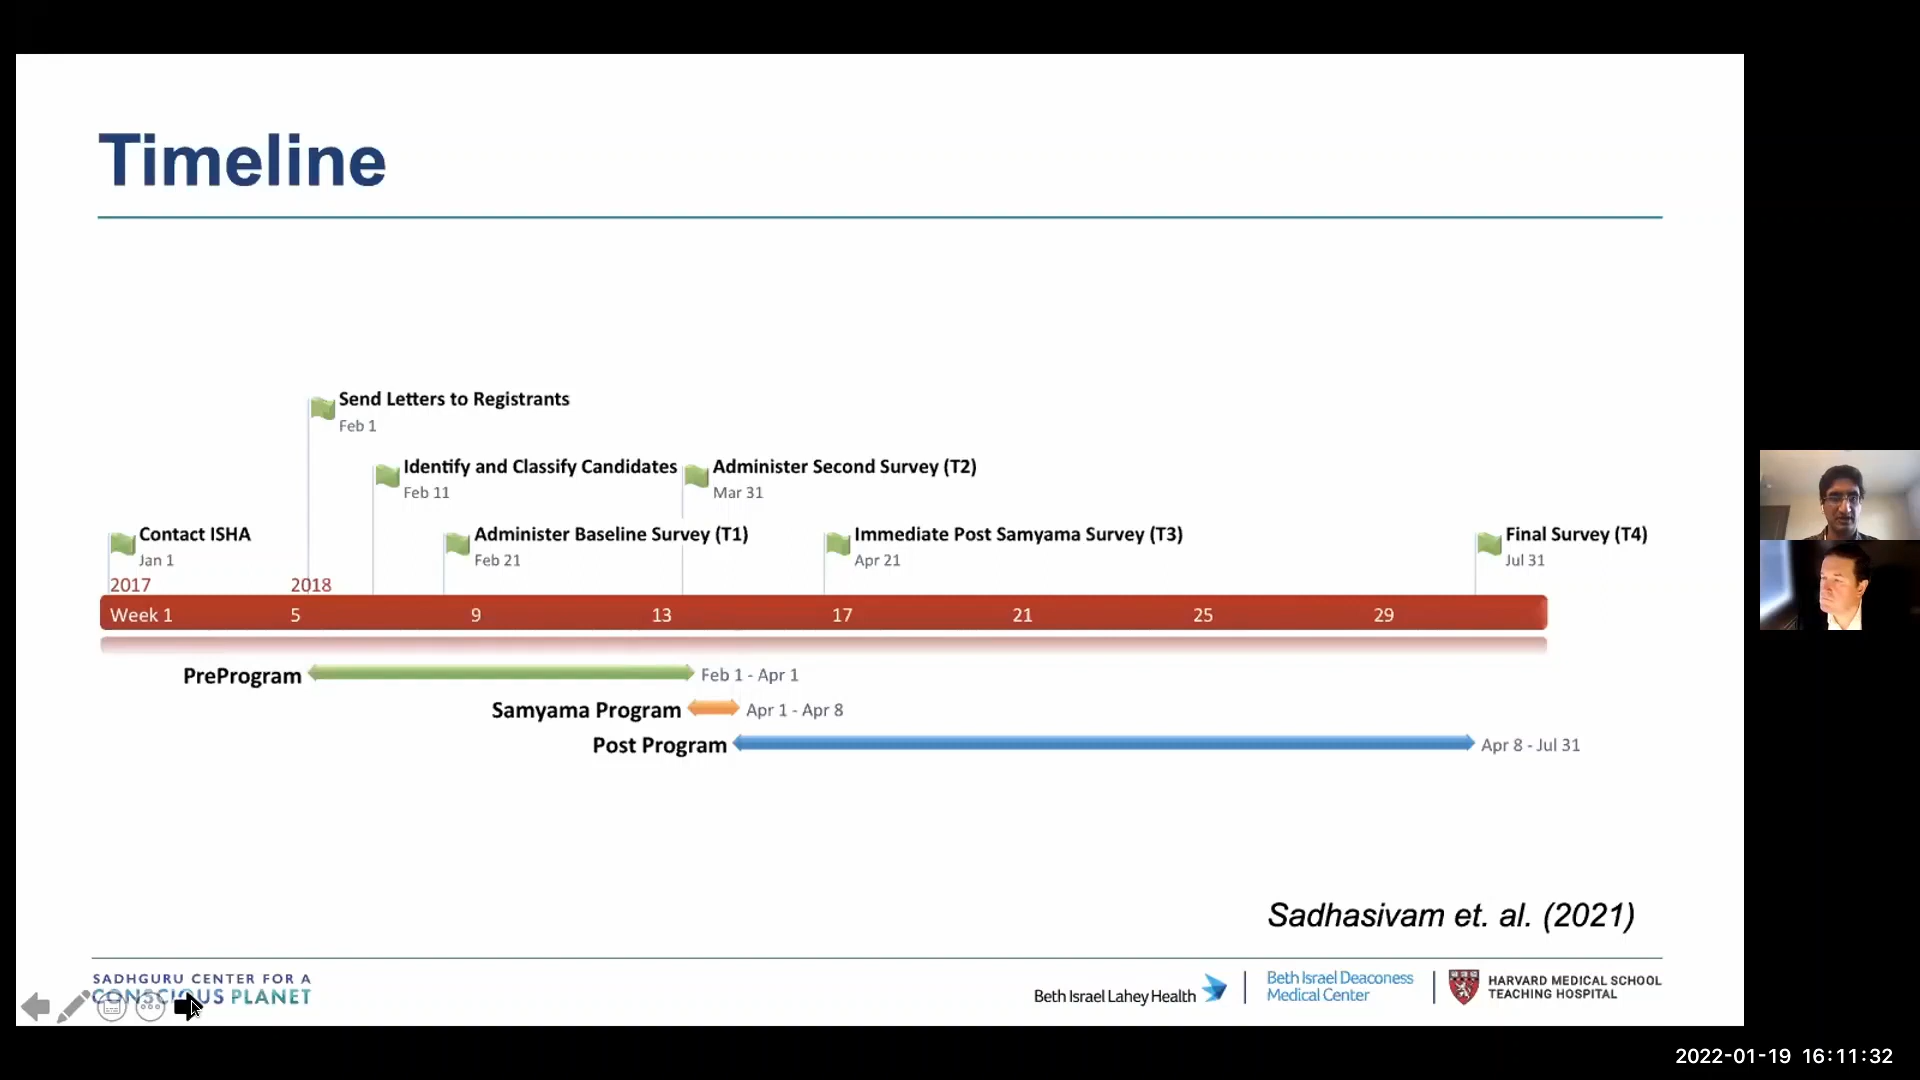 Timeline
Send Letters to Registrants
Feb 1
Identify and Classify Candidates
Feb 11
Administer Second Survey (T2)
Mar 31
Contact ISHA
Jan 1
Administer Baseline Survey (T1)
Feb 21
Immediate Post Samyama Survey (T3)
Apr 21
Final Survey (T4)
Jul 31
2017 2018
Week 1 5 9 13 17 21 25 29
PreProgram Feb 1 - Apr 1
Samyama Program Apr 1 - Apr 8
Post Program Apr 8 - Jul 31
Sadhasivam et. al. (2021)
SADHGURU CENTER FOR A
CONSCIOUS PLANET
Beth Israel Lahey Health
Beth Israel Deaconess
Medical Center
HARVARD MEDICAL SCHOOL
TEACHING HOSPITAL
2022-01-19 16:11:32